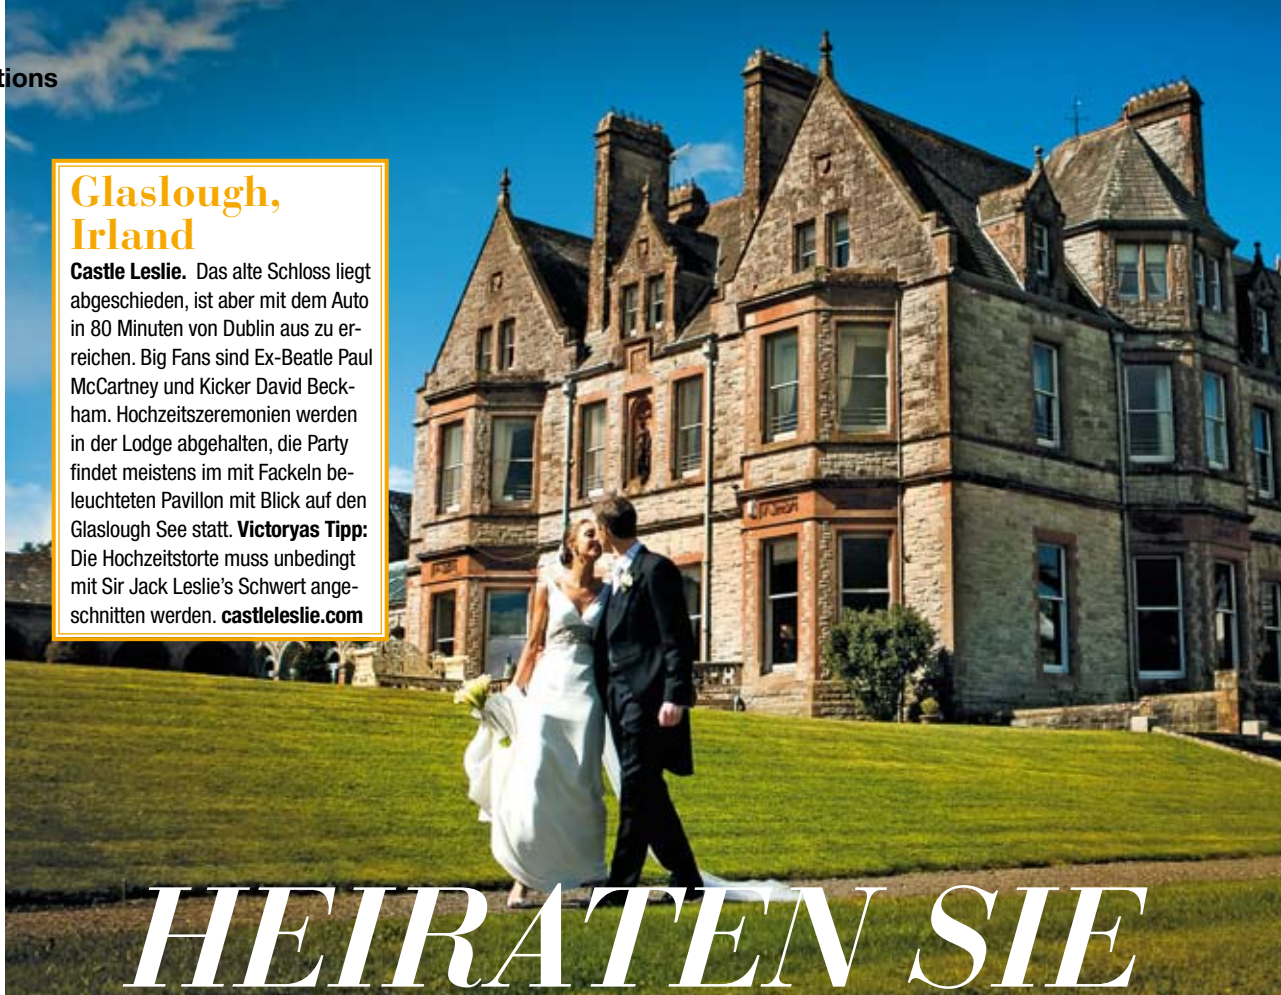 tions
Glaslough,
Irland
Castle Leslie. Das alte Schloss liegt
abgeschieden, ist aber mit dem Auto
in 80 Minuten von Dublin aus zu er-
reichen. Big Fans sind Ex-Beatle Paul
McCartney und Kicker David Beck-
ham. Hochzeitszeremonien werden
in der Lodge abgehalten, die Party
findet meistens im mit Fackeln be-
leuchteten Pavillon mit Blick auf den
Glaslough See statt. Victoryas Tipp:
Die Hochzeitstorte muss unbedingt
mit Sir Jack Leslie’s Schwert ange-
schnitten werden. castleleslie.com
HEIRATEN SIE